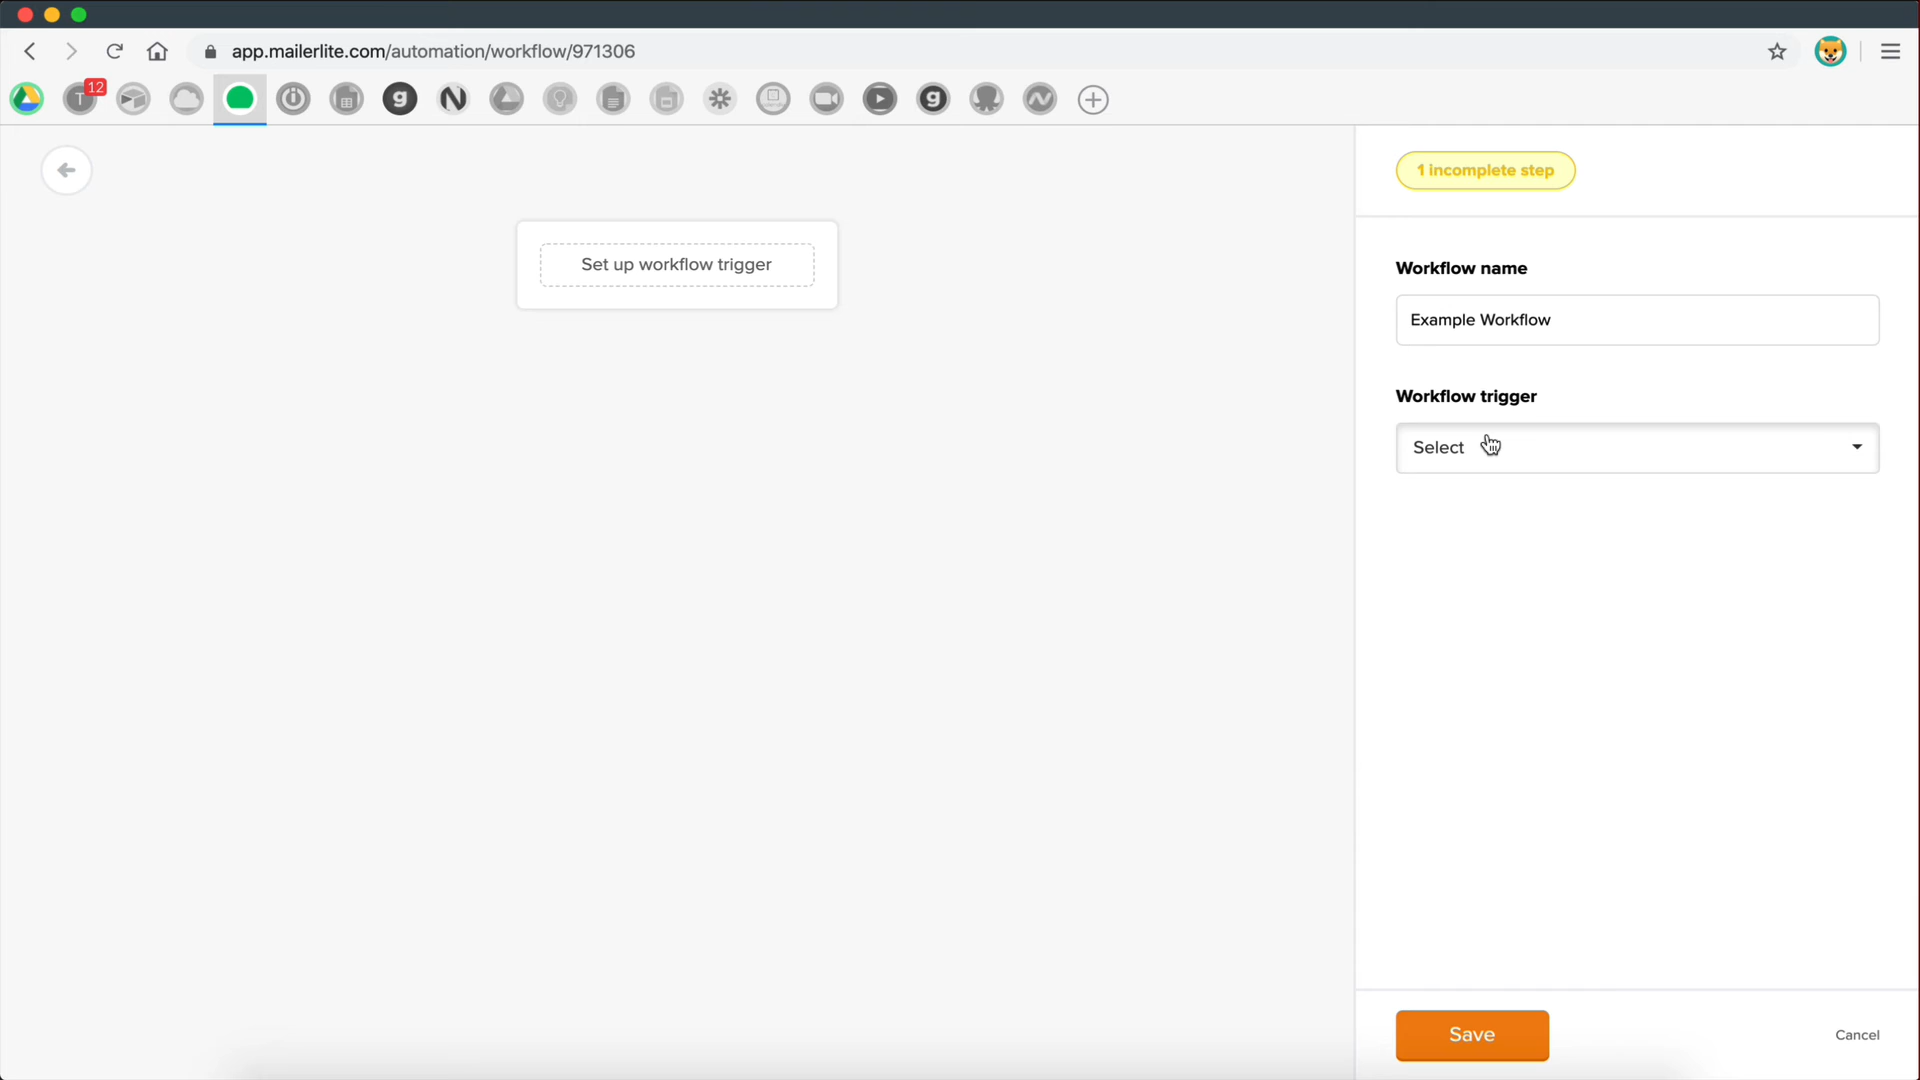 app.mailerlite.com/automation/workflow/971306
T
12
g
N
g
1 incomplete step
Set up workflow trigger
Workflow name
Example Workflow
Workflow trigger
Select
Save
Cancel